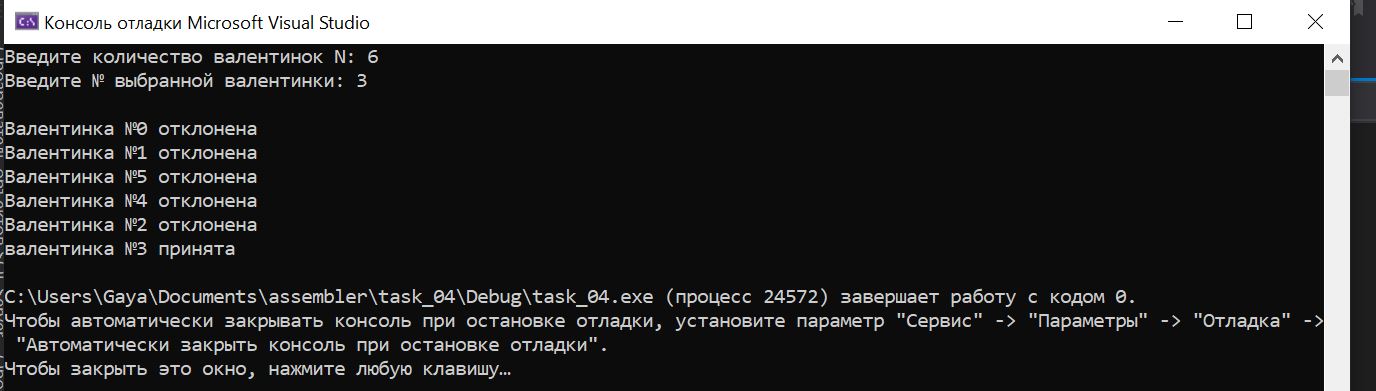 Консоль отладки Microsoft Visual Studio
Введите количество валентинок N: 6
Введите № выбранной валентинки: 3
Валентинка №0 отклонена
Валентинка №1 отклонена
Валентинка №5 отклонена
Валентинка №4 отклонена
Валентинка №2 отклонена
валентинка №3 принята
C:\Users\Gaya\Documents\assembler\task_04\Debug\task_04.exe (процесс 24572) завершает работу с кодом 0.
Чтобы автоматически закрывать консоль при остановке отладки, установите параметр "Сервис" -> "Параметры" -> "Отладка" ->
"Автоматически закрыть консоль при остановке отладки".
Чтобы закрыть это окно, нажмите любую клавишу…